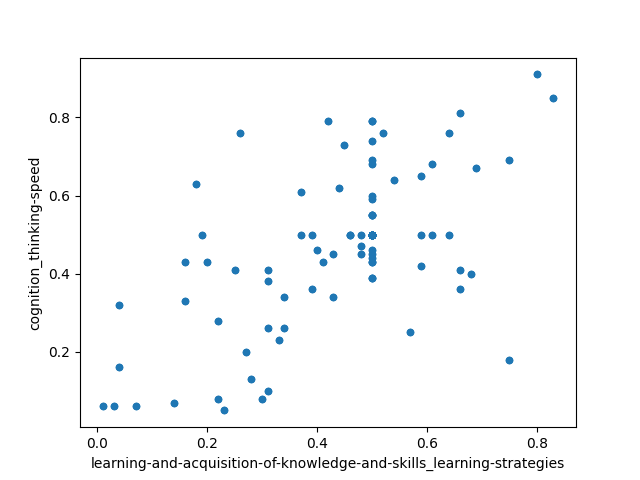 0.8
0.6
0.4
0.2
cognition_thinking-speed
0.0 0.2 0.4 0.6 0.8
learning-and-acquisition-of-knowledge-and-skills_learning-strategies